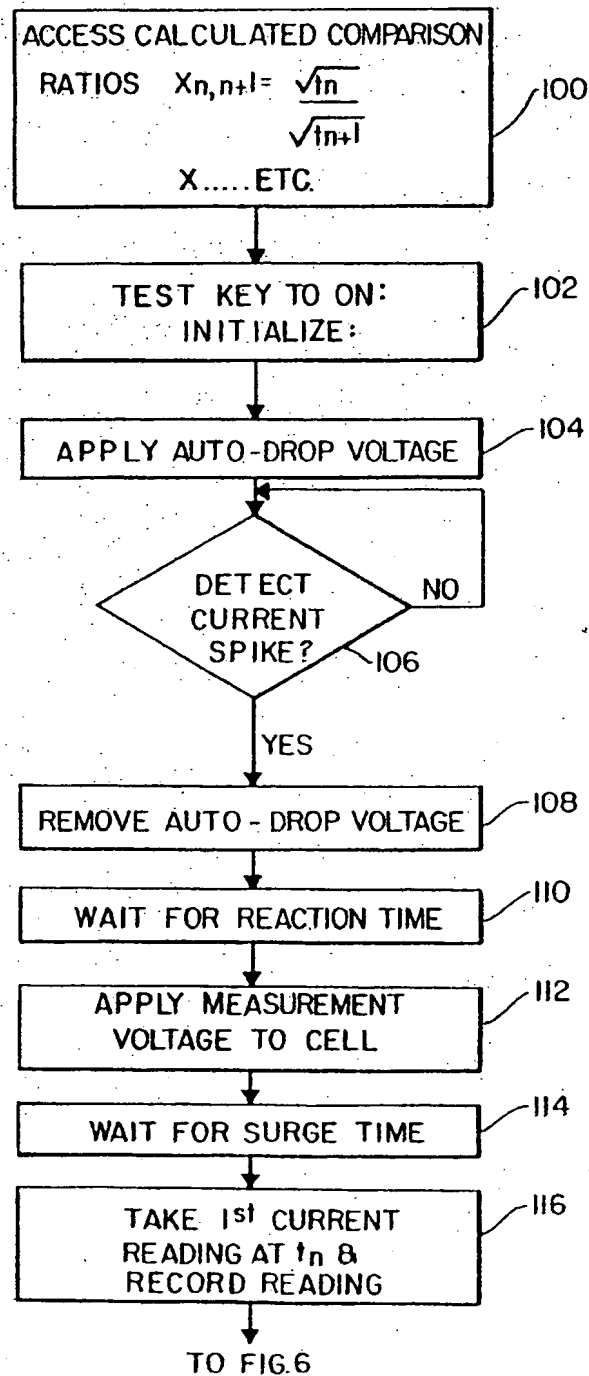 ACCESS CALCULATED COMPARISON
RATIOS Xn,n+1 = √tn / √tn+1
X.....ETC.
100
TEST KEY TO ON:
INITIALIZE:
102
APPLY AUTO-DROP VOLTAGE
104
DETECT
CURRENT
SPIKE?
NO
106
YES
REMOVE AUTO-DROP VOLTAGE
108
WAIT FOR REACTION TIME
110
APPLY MEASUREMENT
VOLTAGE TO CELL
112
WAIT FOR SURGE TIME
114
TAKE 1st CURRENT
READING AT tn &
RECORD READING
116
TO FIG.6